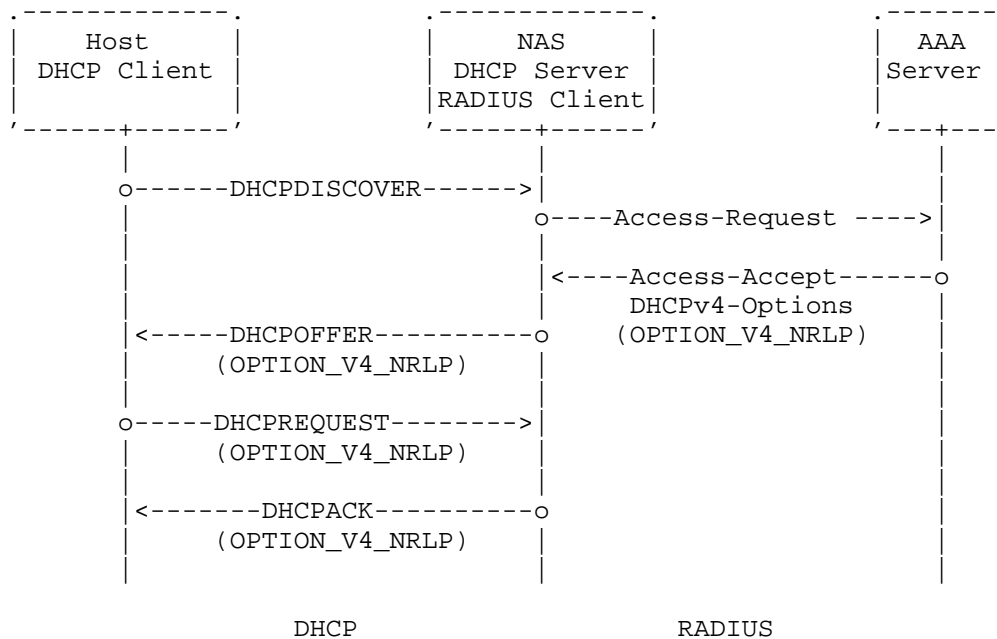 Host NAS AAA
DHCP Client DHCP Server Server
RADIUS Client
DHCPDISCOVER
Access-Request
Access-Accept
DHCPv4-Options
DHCPOFFER (OPTION_V4_NRLP)
(OPTION_V4_NRLP)
DHCPREQUEST
(OPTION_V4_NRLP)
DHCPACK
(OPTION_V4_NRLP)
DHCP RADIUS